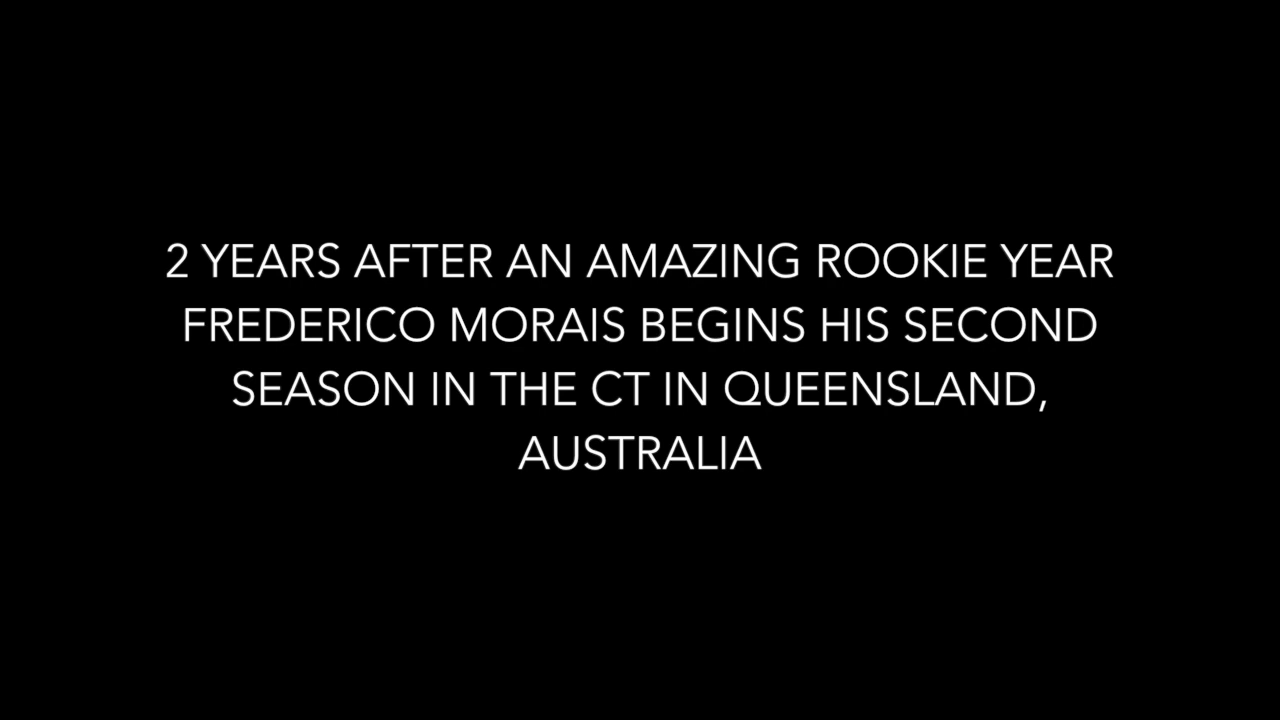 2 YEARS AFTER AN AMAZING ROOKIE YEAR
FREDERICO MORAIS BEGINS HIS SECOND
SEASON IN THE CT IN QUEENSLAND,
AUSTRALIA